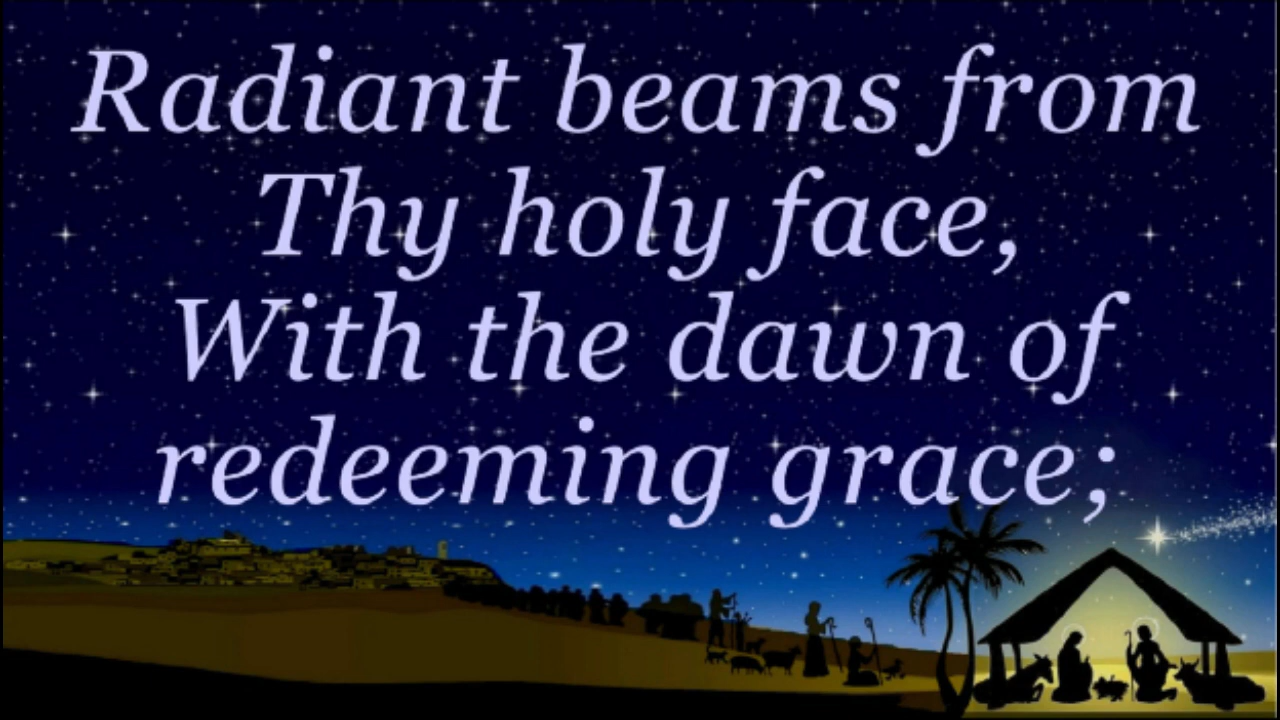 Radiant beams from
Thy holy face,
With the dawn of
redeeming grace;